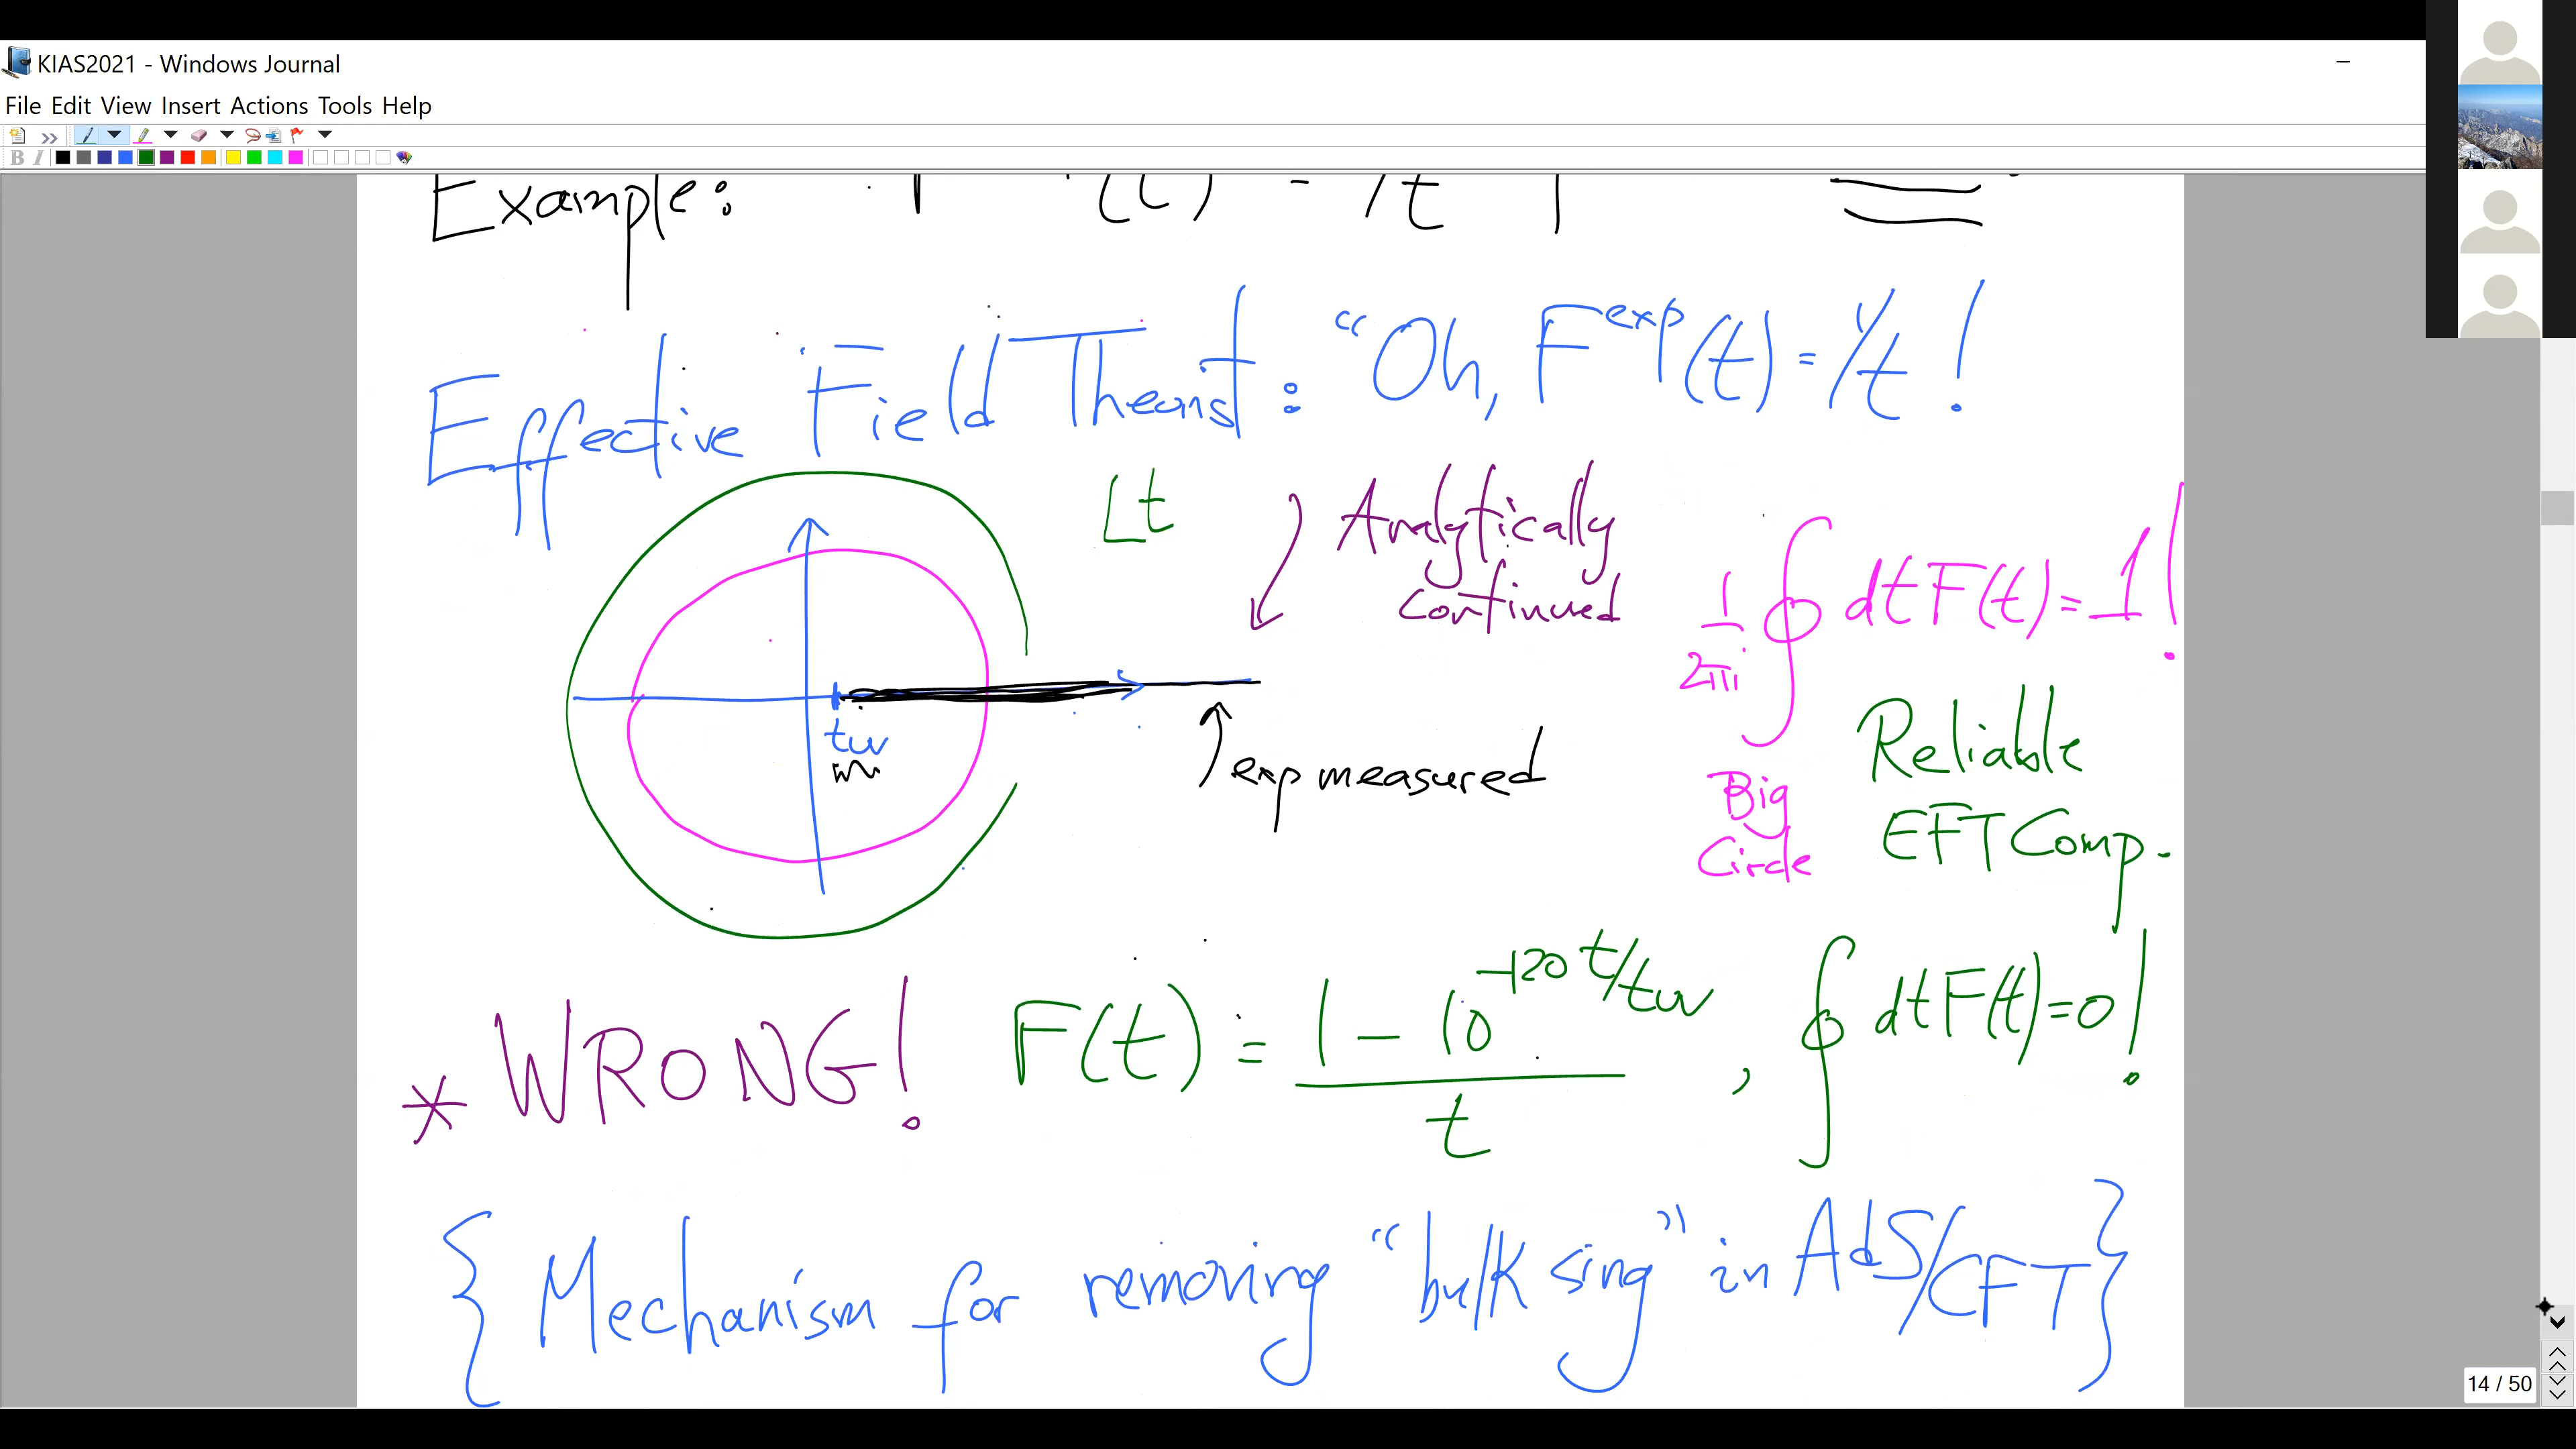 KIAS2021 - Windows Journal
File Edit View Insert Actions Tools Help
B I
Example:
Effective Field Theorist: “Oh, F^exp(t) = 1/t !
t
Analytically
continued
1/2πi ∮ dt F(t) = 1!
Big
Circle
tw
exp measured
Reliable
EFT Comp.
* WRONG! F(t) = (1 - 10^(-120 t/tw))/t , ∮ dt F(t) = 0!
{ Mechanism for removing “bulk sing” in AdS/CFT }
14 / 50